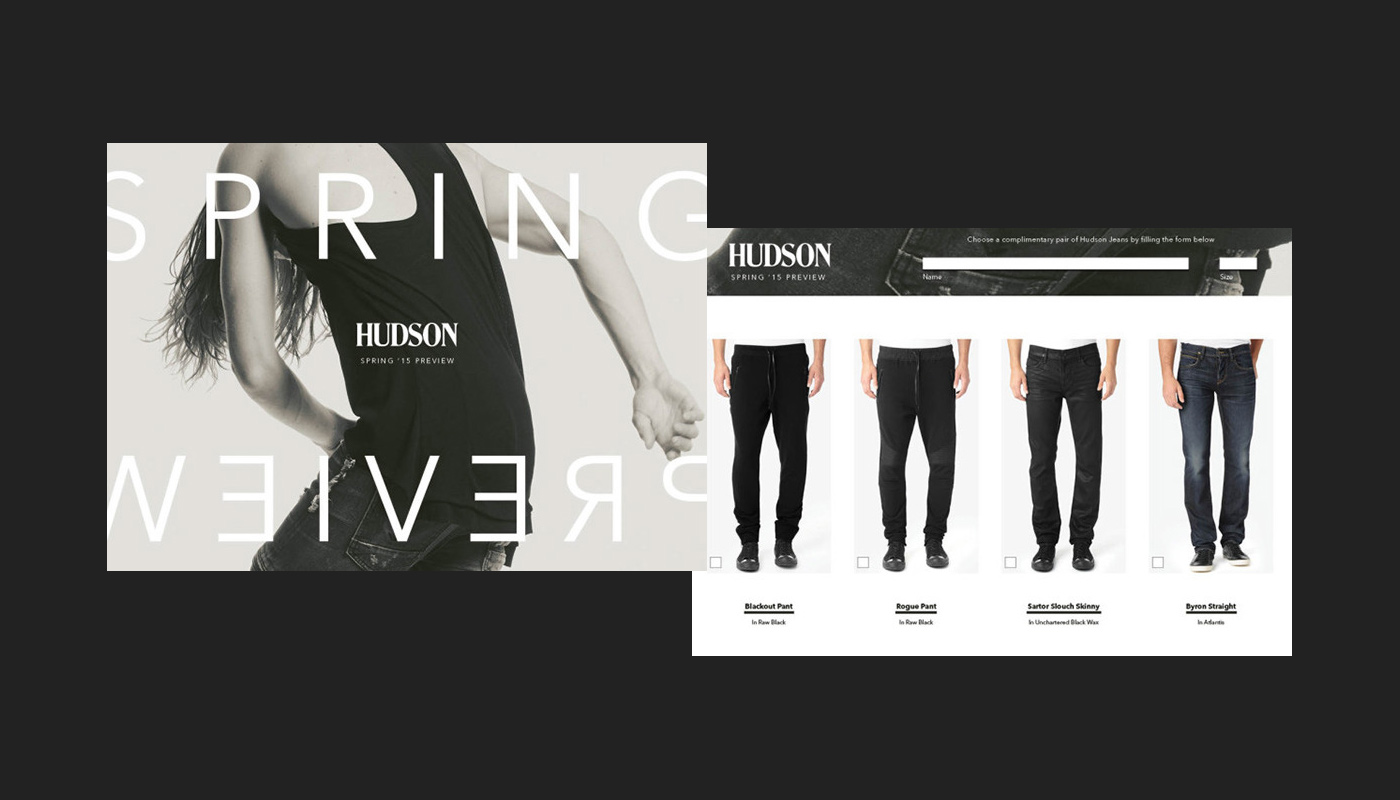 SPRING
HUDSON
SPRING '15 PREVIEW
PREVIEW
HUDSON
SPRING '15 PREVIEW
Choose a complimentary pair of Hudson Jeans by filling the form below
Name
Size
Blackout Pant
In Raw Black
Rogue Pant
In Raw Black
Sartor Slouch Skinny
In Unchartered Black Wax
Byron Straight
In Atlantis